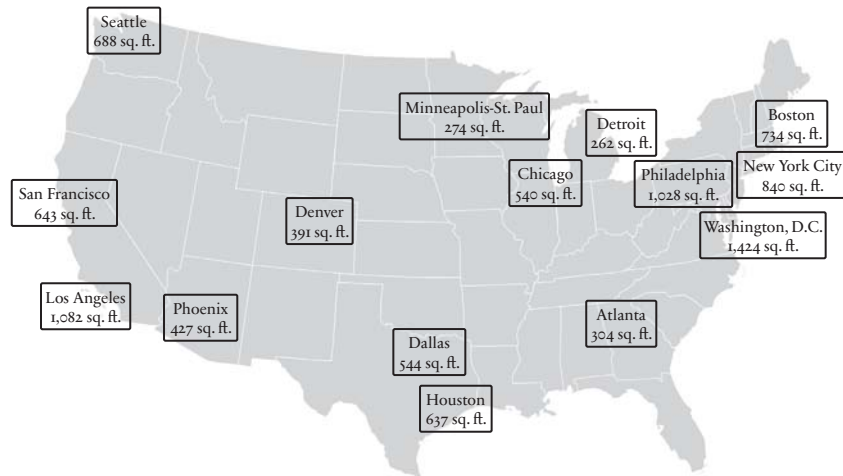 Seattle
688 sq. ft.
Minneapolis-St. Paul
274 sq. ft.
Detroit
262 sq. ft.
Boston
734 sq. ft.
Chicago
540 sq. ft.
Philadelphia
1,028 sq. ft.
New York City
840 sq. ft.
San Francisco
643 sq. ft.
Denver
391 sq. ft.
Washington, D.C.
1,424 sq. ft.
Los Angeles
1,082 sq. ft.
Phoenix
427 sq. ft.
Atlanta
304 sq. ft.
Dallas
544 sq. ft.
Houston
637 sq. ft.